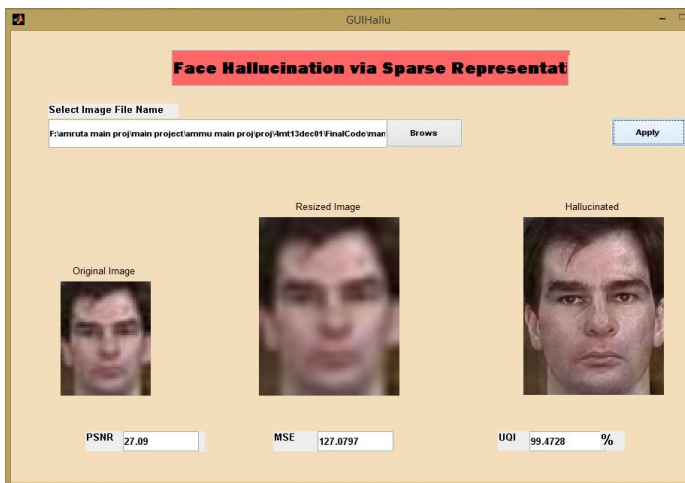 GUIHallu
Face Hallucination via Sparse Representati
Select Image File Name
F:\amruta main proj\main project\ammu main proj\proj\4mt13dec01\FinalCode\man
Brows
Apply
Resized Image
Hallucinated
Original Image
PSNR 27.09
MSE 127.0797
UQI 99.4728 %